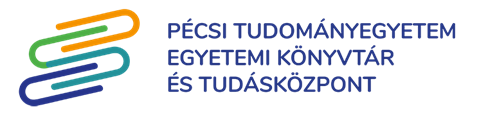 PÉCSI TUDOMÁNYEGYETEM
EGYETEMI KÖNYVTÁR
ÉS TUDÁSKÖZPONT